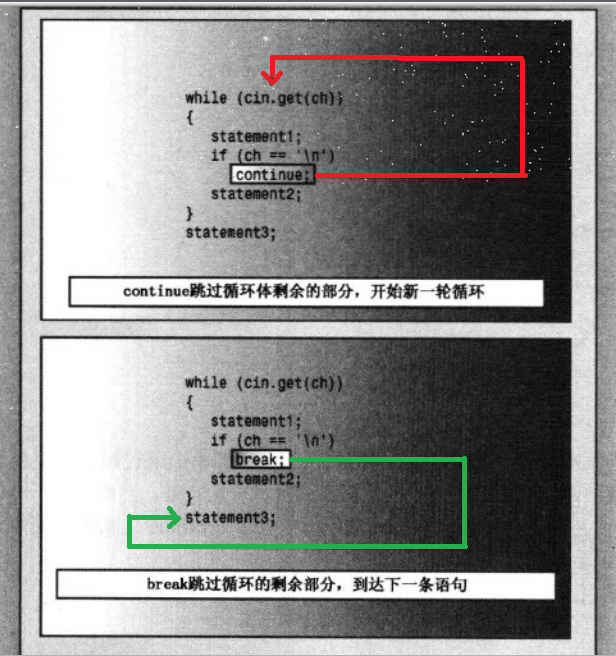 while (cin.get(ch))
{
statement1;
if (ch == '\n')
continue;
statement2;
}
statement3;
continue跳过循环体剩余的部分，开始新一轮循环
while (cin.get(ch))
{
statement1;
if (ch == '\n')
break;
statement2;
}
statement3;
break跳过循环的剩余部分，到达下一条语句